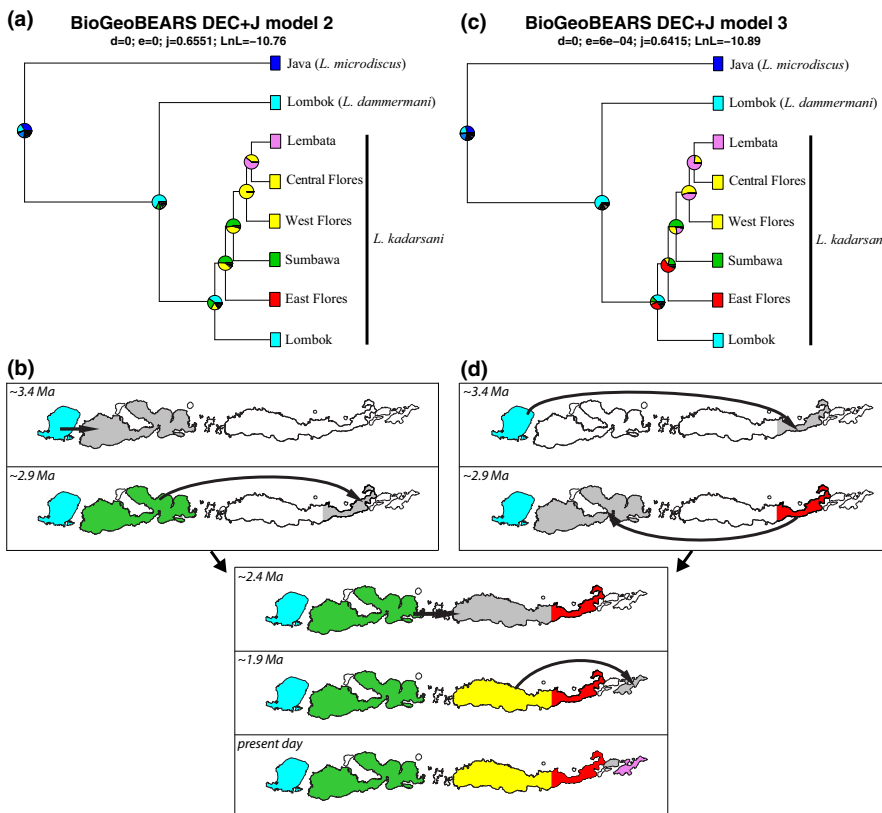 (a)
BioGeoBEARS DEC+J model 2
d=0; e=0; j=0.6551; LnL=−10.76
Java (L. microdiscus)
Lombok (L. dammermani)
Lembata
Central Flores
West Flores
L. kadarsani
Sumbawa
East Flores
Lombok
(c)
BioGeoBEARS DEC+J model 3
d=0; e=6e−04; j=0.6415; LnL=−10.89
Java (L. microdiscus)
Lombok (L. dammermani)
Lembata
Central Flores
West Flores
L. kadarsani
Sumbawa
East Flores
Lombok
(b)
~3.4 Ma
~2.9 Ma
(d)
~3.4 Ma
~2.9 Ma
~2.4 Ma
~1.9 Ma
present day